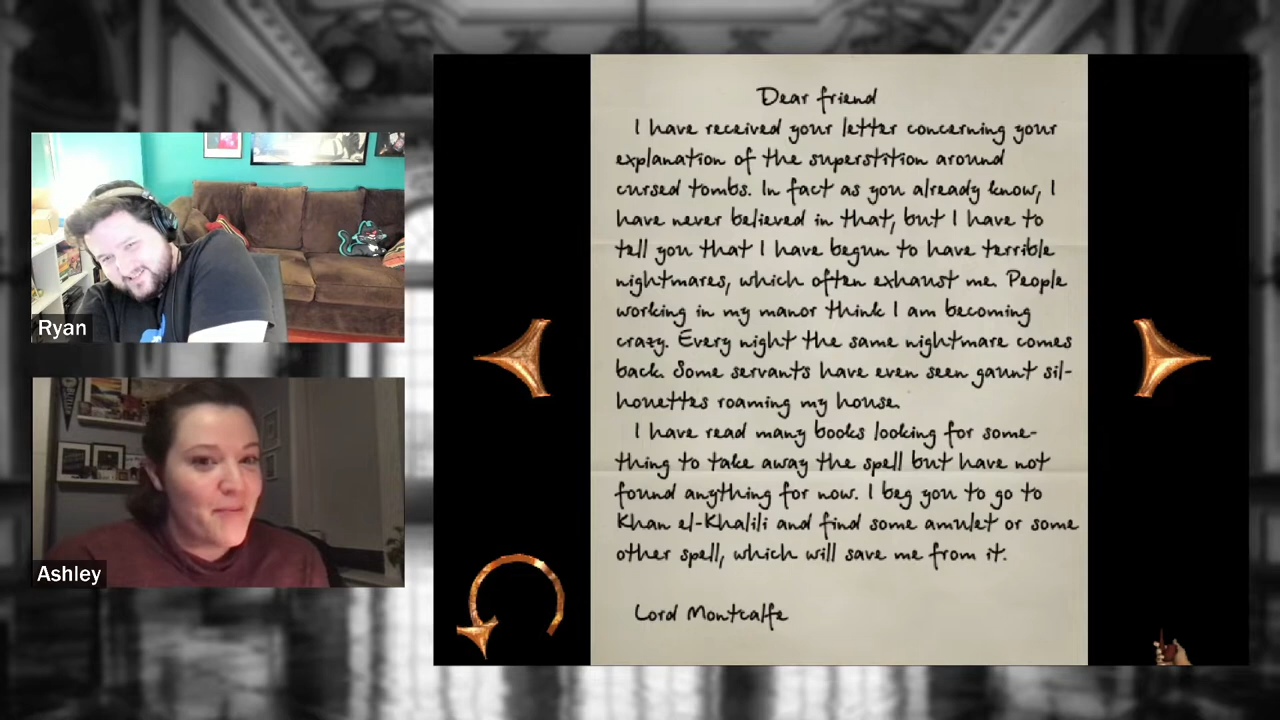 Dear friend
I have received your letter concerning your
explanation of the superstition around
cursed tombs. In fact as you already know, I
have never believed in that, but I have to
tell you that I have begun to have terrible
nightmares, which often exhaust me. People
working in my manor think I am becoming
crazy. Every night the same nightmare comes
back. Some servants have even seen gaunt sil-
houettes roaming my house.
I have read many books looking for some-
thing to take away the spell but have not
found anything for now. I beg you to go to
Khan el-Khalili and find some amulet or some
other spell, which will save me from it.
Lord Montcalfe
Ryan
Ashley